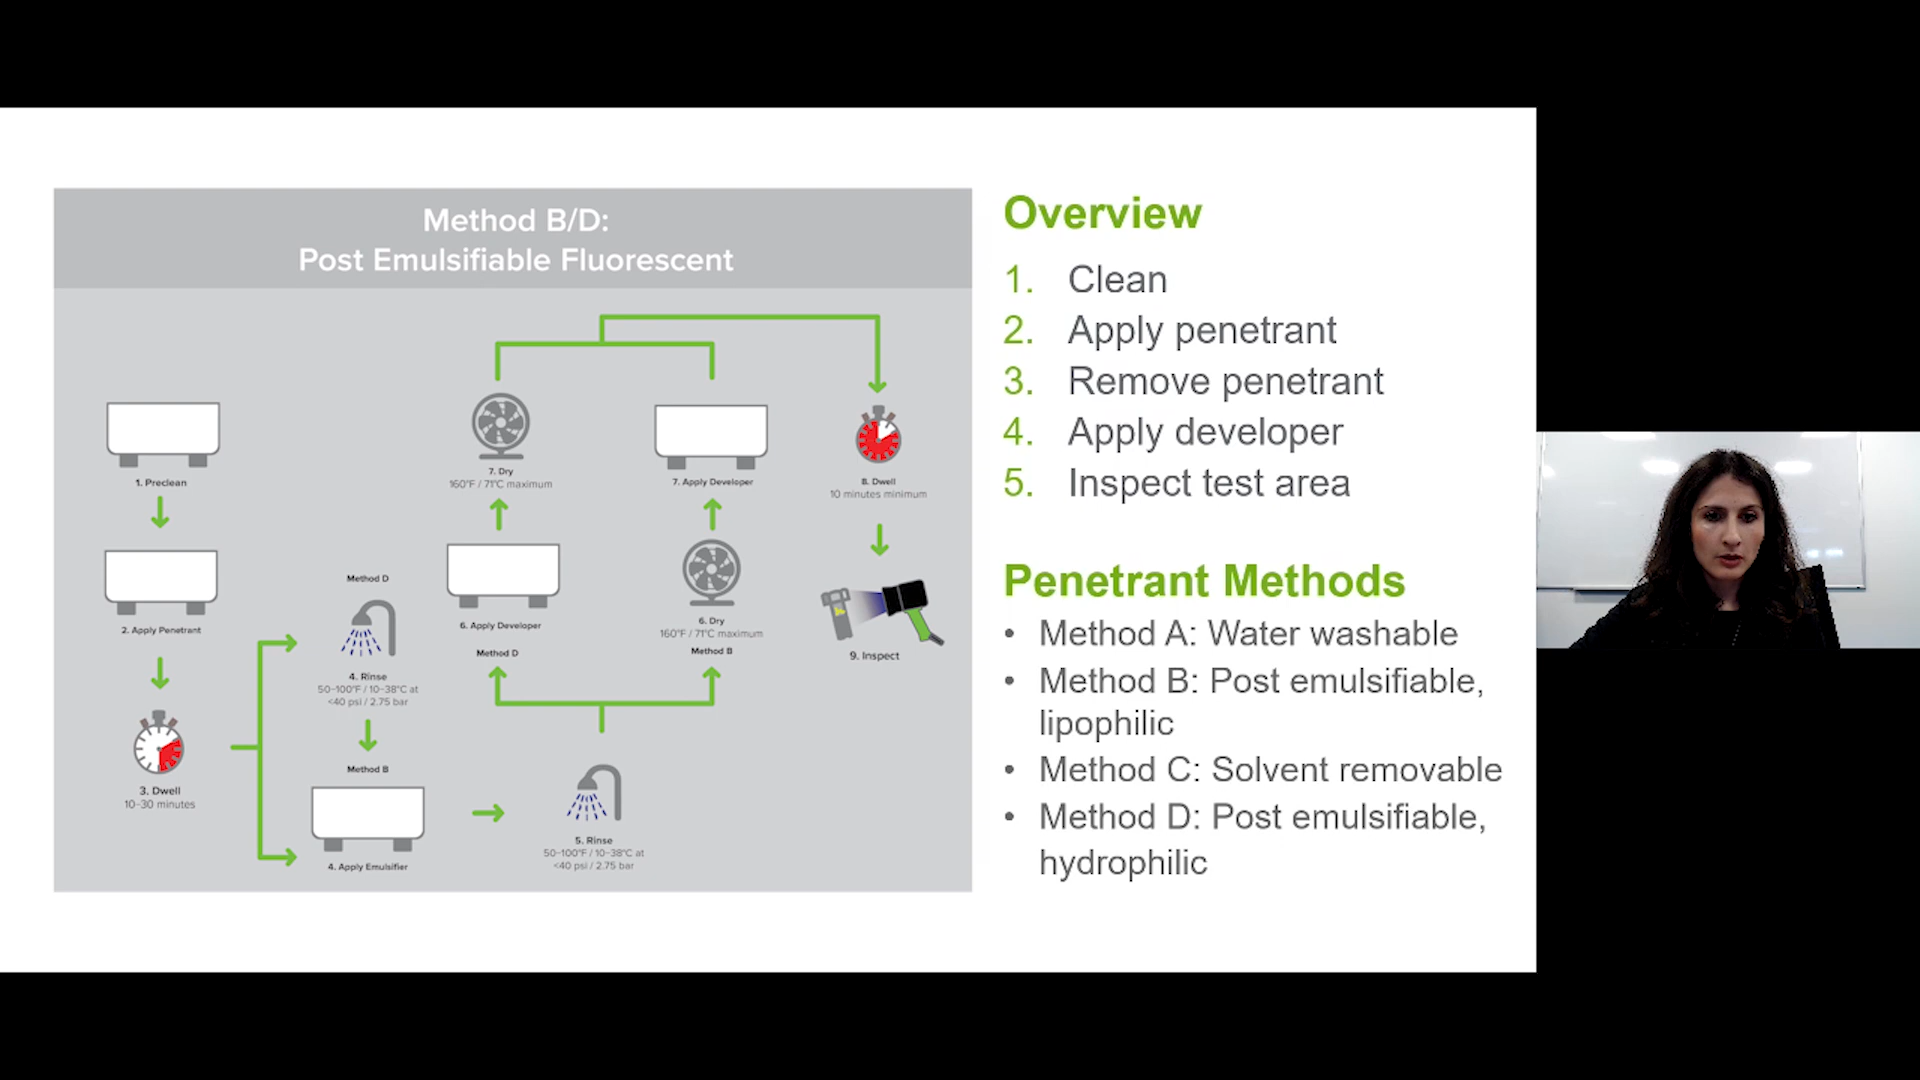 Method B/D:
Post Emulsifiable Fluorescent
1. Preclean
2. Apply Penetrant
3. Dwell
10-30 minutes
Method D
4. Rinse
50-100°F / 10-38°C at
<40 psi / 2.75 bar
Method B
4. Apply Emulsifier
5. Rinse
50-100°F / 10-38°C at
<40 psi / 2.75 bar
7. Dry
160°F / 71°C maximum
6. Apply Developer
Method D
7. Apply Developer
6. Dry
160°F / 71°C maximum
Method B
8. Dwell
10 minutes minimum
9. Inspect
Overview
1. Clean
2. Apply penetrant
3. Remove penetrant
4. Apply developer
5. Inspect test area
Penetrant Methods
• Method A: Water washable
• Method B: Post emulsifiable,
lipophilic
• Method C: Solvent removable
• Method D: Post emulsifiable,
hydrophilic